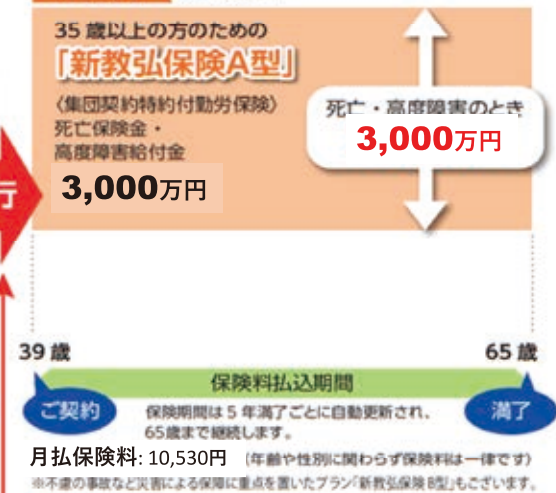 35歳以上の方のための
「新教弘保険A型」
〈集団契約特約付勤労保険〉
死亡保険金・
高度障害給付金
3,000万円
死亡・高度障害のとき
3,000万円
行
39歳
65歳
保険料払込期間
ご契約
保険期間は5年満了ごとに自動更新され、
65歳まで継続します。
満了
月払保険料: 10,530円 (年齢や性別に関わらず保険料は一律です)
※不慮の事故など災害による保障に重点を置いたプラン「新教弘保険B型」もございます。